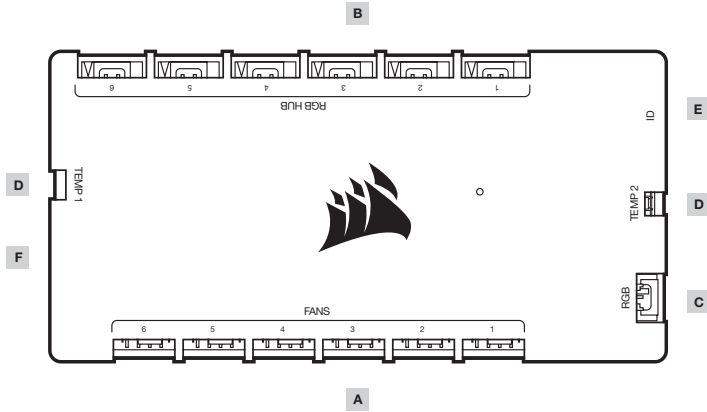 B
6 5 4 3 2 1
RGB HUB
E
ID
D
TEMP 1
TEMP 2
D
F
RGB
C
FANS
6 5 4 3 2 1
A